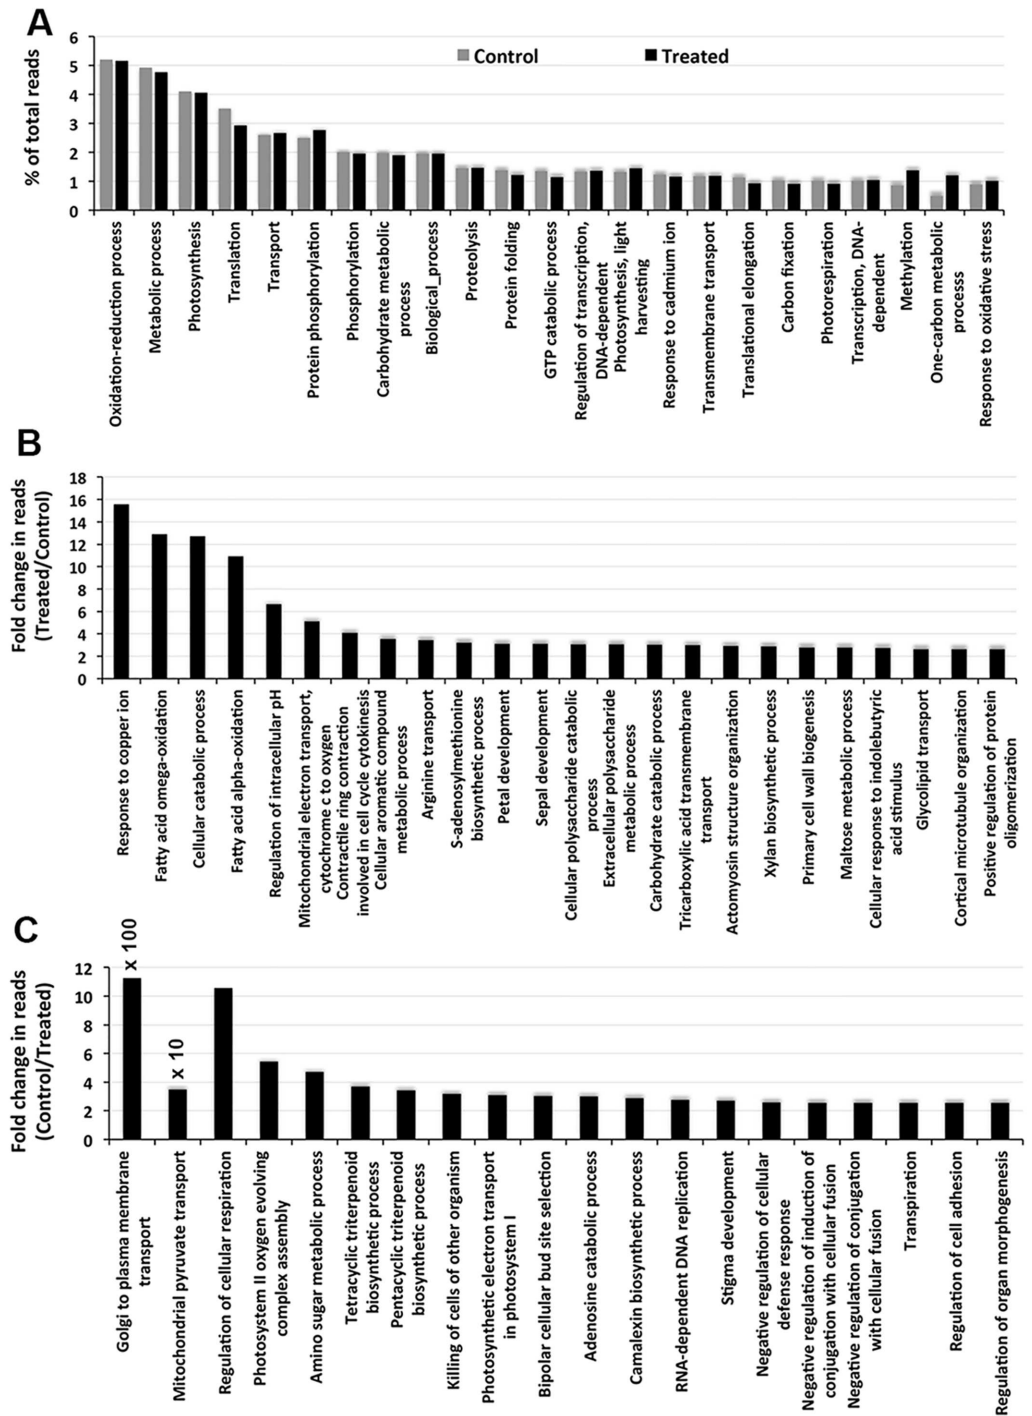 A
% of total reads
6
5
4
3
2
1
0
Control
Treated
Oxidation-reduction process
Metabolic process
Photosynthesis
Translation
Transport
Protein phosphorylation
Phosphorylation
Carbohydrate metabolic
process
Biological_process
Proteolysis
Protein folding
GTP catabolic process
Regulation of transcription,
DNA-dependent
Photosynthesis, light
harvesting
Response to cadmium ion
Transmembrane transport
Translational elongation
Carbon fixation
Photorespiration
Transcription, DNA-
dependent
Methylation
One-carbon metabolic
process
Response to oxidative stress
B
Fold change in reads
(Treated/Control)
18
16
14
12
10
8
6
4
2
0
Response to copper ion
Fatty acid omega-oxidation
Cellular catabolic process
Fatty acid alpha-oxidation
Regulation of intracellular pH
Mitochondrial electron transport,
cytochrome c to oxygen
Contractile ring contraction
involved in cell cycle cytokinesis
Cellular aromatic compound
metabolic process
Arginine transport
S-adenosylmethionine
biosynthetic process
Petal development
Sepal development
Cellular polysaccharide catabolic
process
Extracellular polysaccharide
metabolic process
Carbohydrate catabolic process
Tricarboxylic acid transmembrane
transport
Actomyosin structure organization
Xylan biosynthetic process
Primary cell wall biogenesis
Maltose metabolic process
Cellular response to indolebutyric
acid stimulus
Glycolipid transport
Cortical microtubule organization
Positive regulation of protein
oligomerization
C
Fold change in reads
(Control/Treated)
12
10
8
6
4
2
0
x 100
x 10
Golgi to plasma membrane
transport
Mitochondrial pyruvate transport
Regulation of cellular respiration
Photosystem II oxygen evolving
complex assembly
Amino sugar metabolic process
Tetracyclic triterpenoid
biosynthetic process
Pentacyclic triterpenoid
biosynthetic process
Killing of cells of other organism
Photosynthetic electron transport
in photosystem I
Bipolar cellular bud site selection
Adenosine catabolic process
Camalexin biosynthetic process
RNA-dependent DNA replication
Stigma development
Negative regulation of cellular
defense response
Negative regulation of induction of
conjugation with cellular fusion
Negative regulation of conjugation
with cellular fusion
Transpiration
Regulation of cell adhesion
Regulation of organ morphogenesis